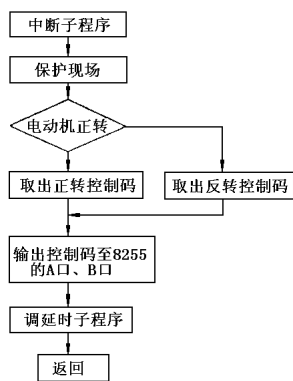 中断子程序
保护现场
电动机正转
取出正转控制码
取出反转控制码
输出控制码至8255
的A口、B口
调延时子程序
返回